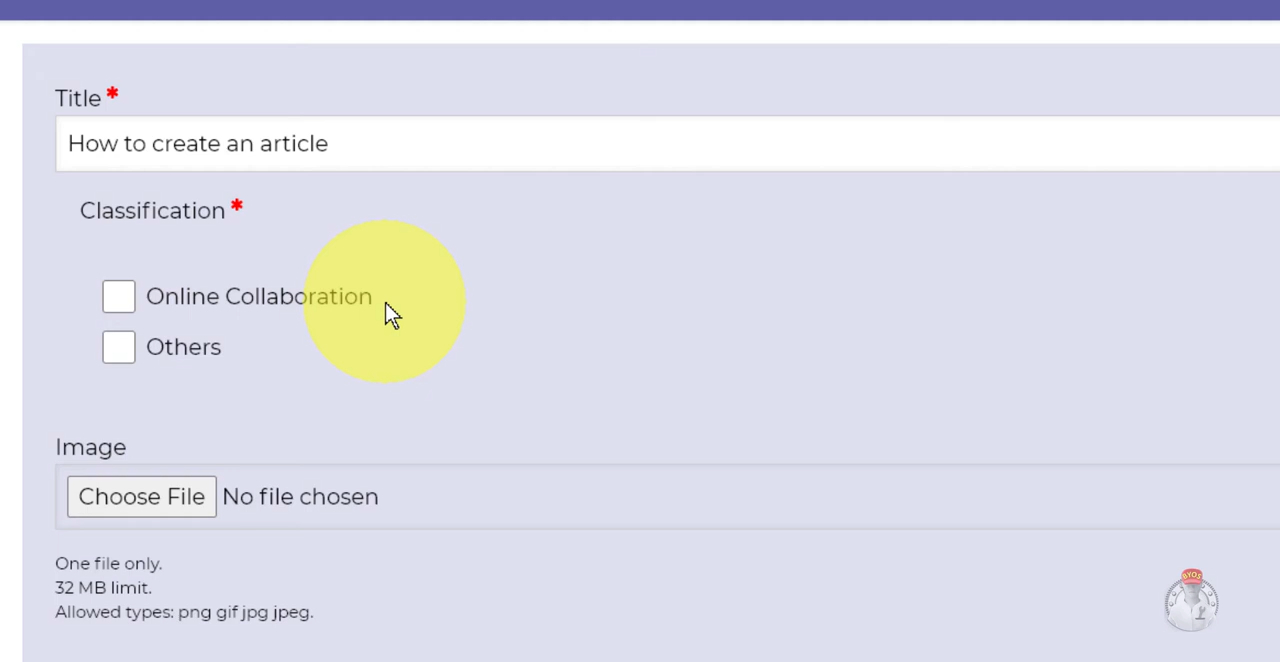 Title *
How to create an article
Classification *
Online Collaboration
Others
Image
Choose File No file chosen
One file only.
32 MB limit.
Allowed types: png gif jpg jpeg.
BYOS